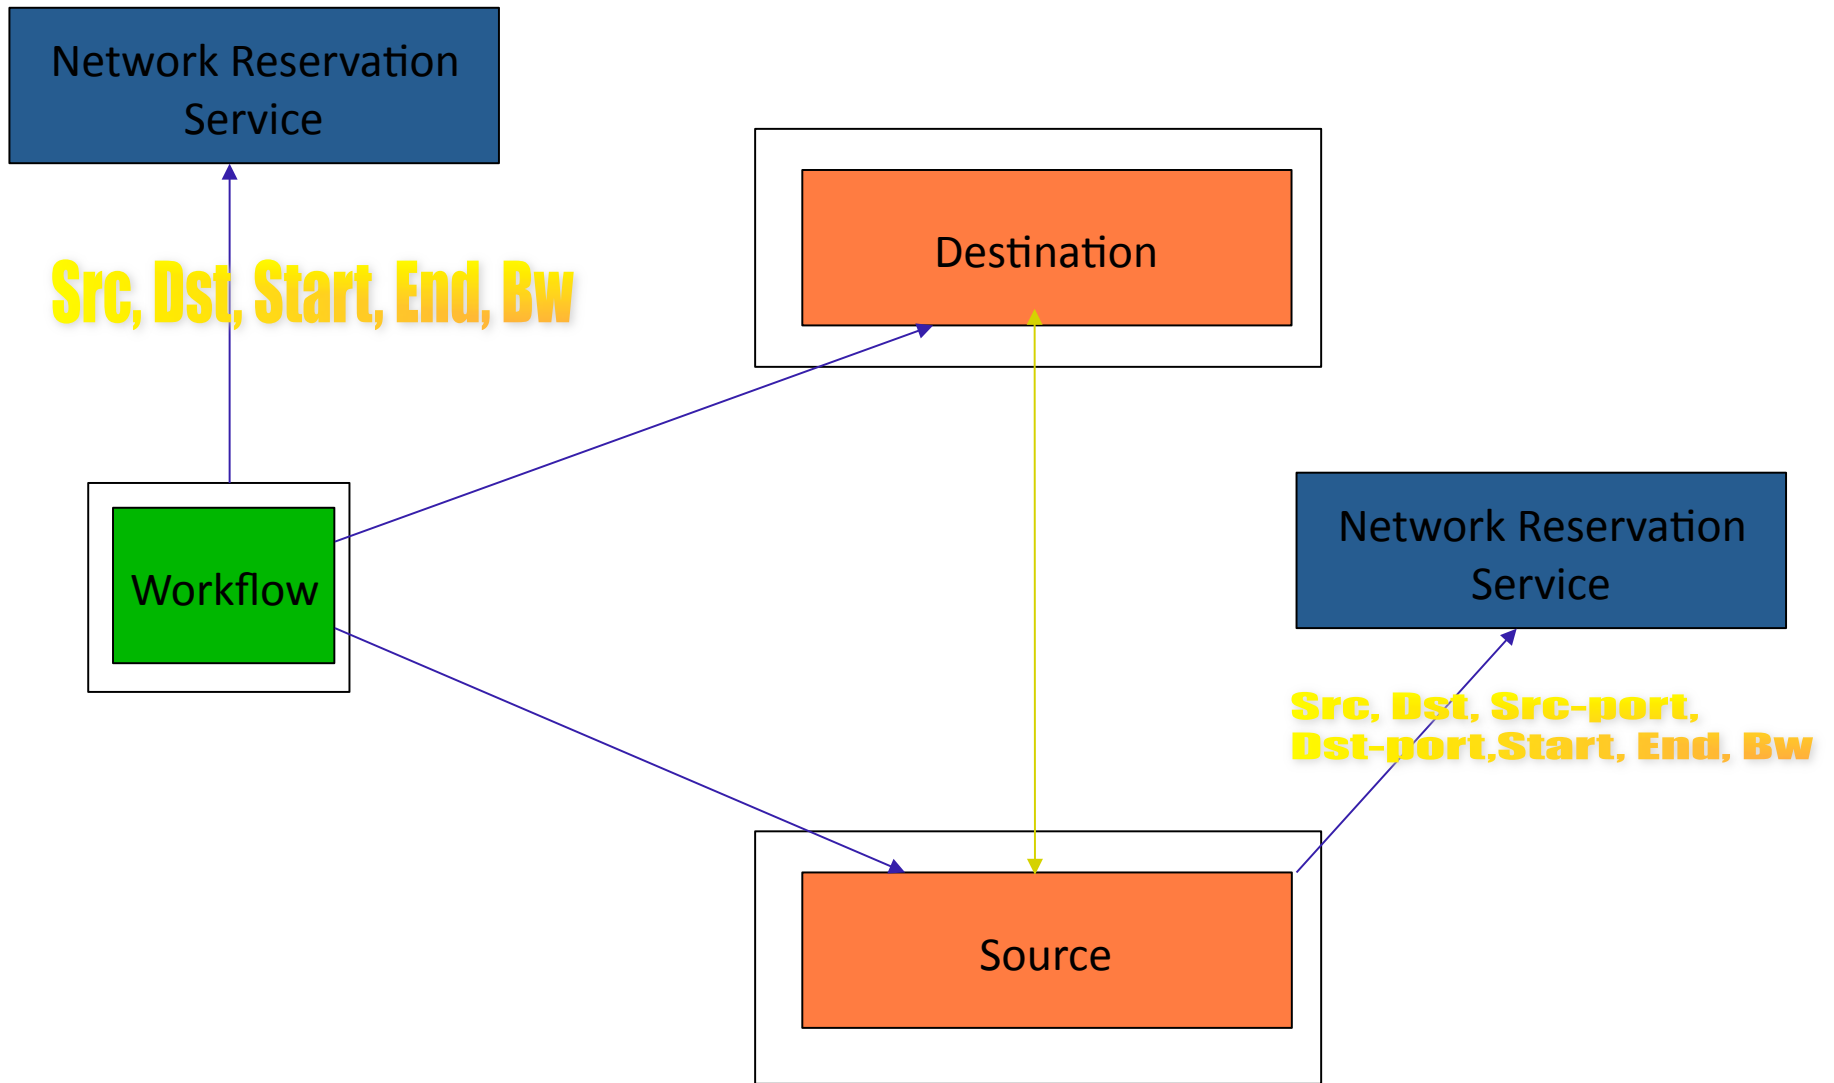 Network Reservation
Service
Src, Dst, Start, End, Bw
Destination
Workflow
Network Reservation
Service
Src, Dst, Src-port,
Dst-port,Start, End, Bw
Source